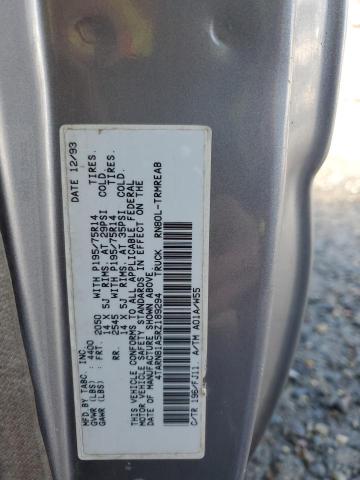 MFD BY TABC. INC. DATE 12/93
GVWR (LBS) : 4400
GAWR (LBS) : FRT. 2050 WITH P195/75R14 TIRES.
14 X 5J RIMS. AT 29PSI COLD.
RR. 2545 WITH P195/75R14 TIRES.
14 X 5J RIMS. AT 35PSI COLD.
THIS VEHICLE CONFORMS TO ALL APPLICABLE FEDERAL
MOTOR VEHICLE SAFETY STANDARDS IN EFFECT ON THE
DATE OF MANUFACTURE SHOWN ABOVE.
4TARN81A5RZ189294 TRUCK RN80L-TRMREAB
C/TR 196/FJ11 A/TM A01A/M55